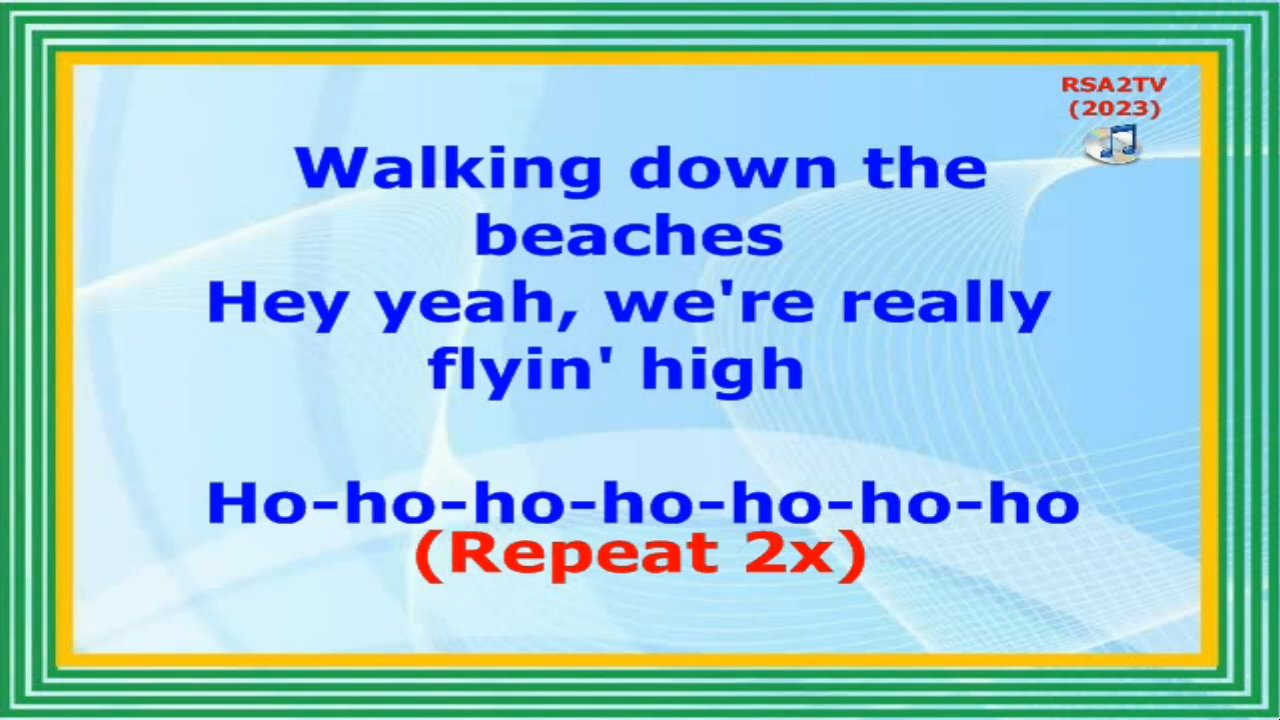 RSA2TV
(2023)
Walking down the
beaches
Hey yeah, we're really
flyin' high
Ho-ho-ho-ho-ho-ho-ho
(Repeat 2x)